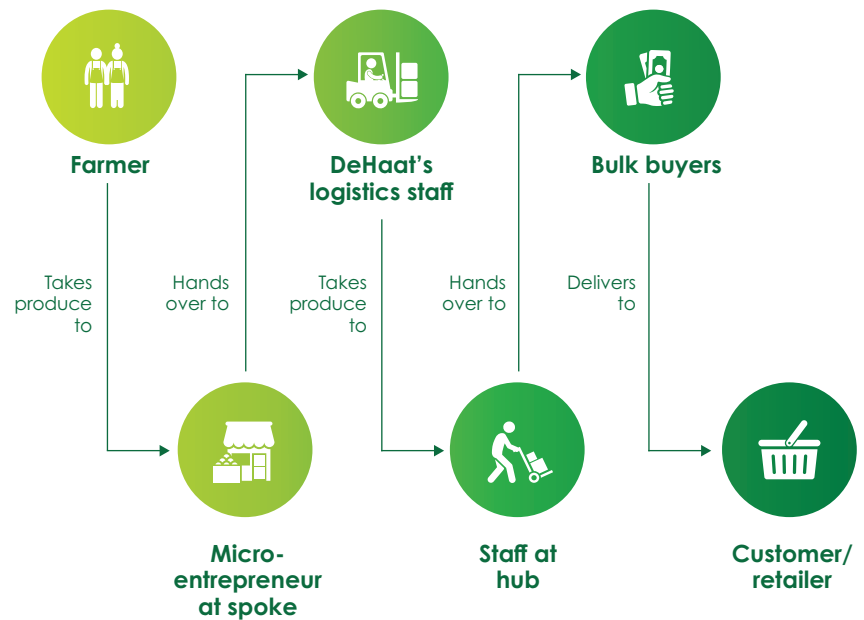 Farmer
DeHaat's
logistics staff
Bulk buyers
Takes
produce
to
Hands
over to
Takes
produce
to
Hands
over to
Delivers
to
Micro-
entrepreneur
at spoke
Staff at
hub
Customer/
retailer